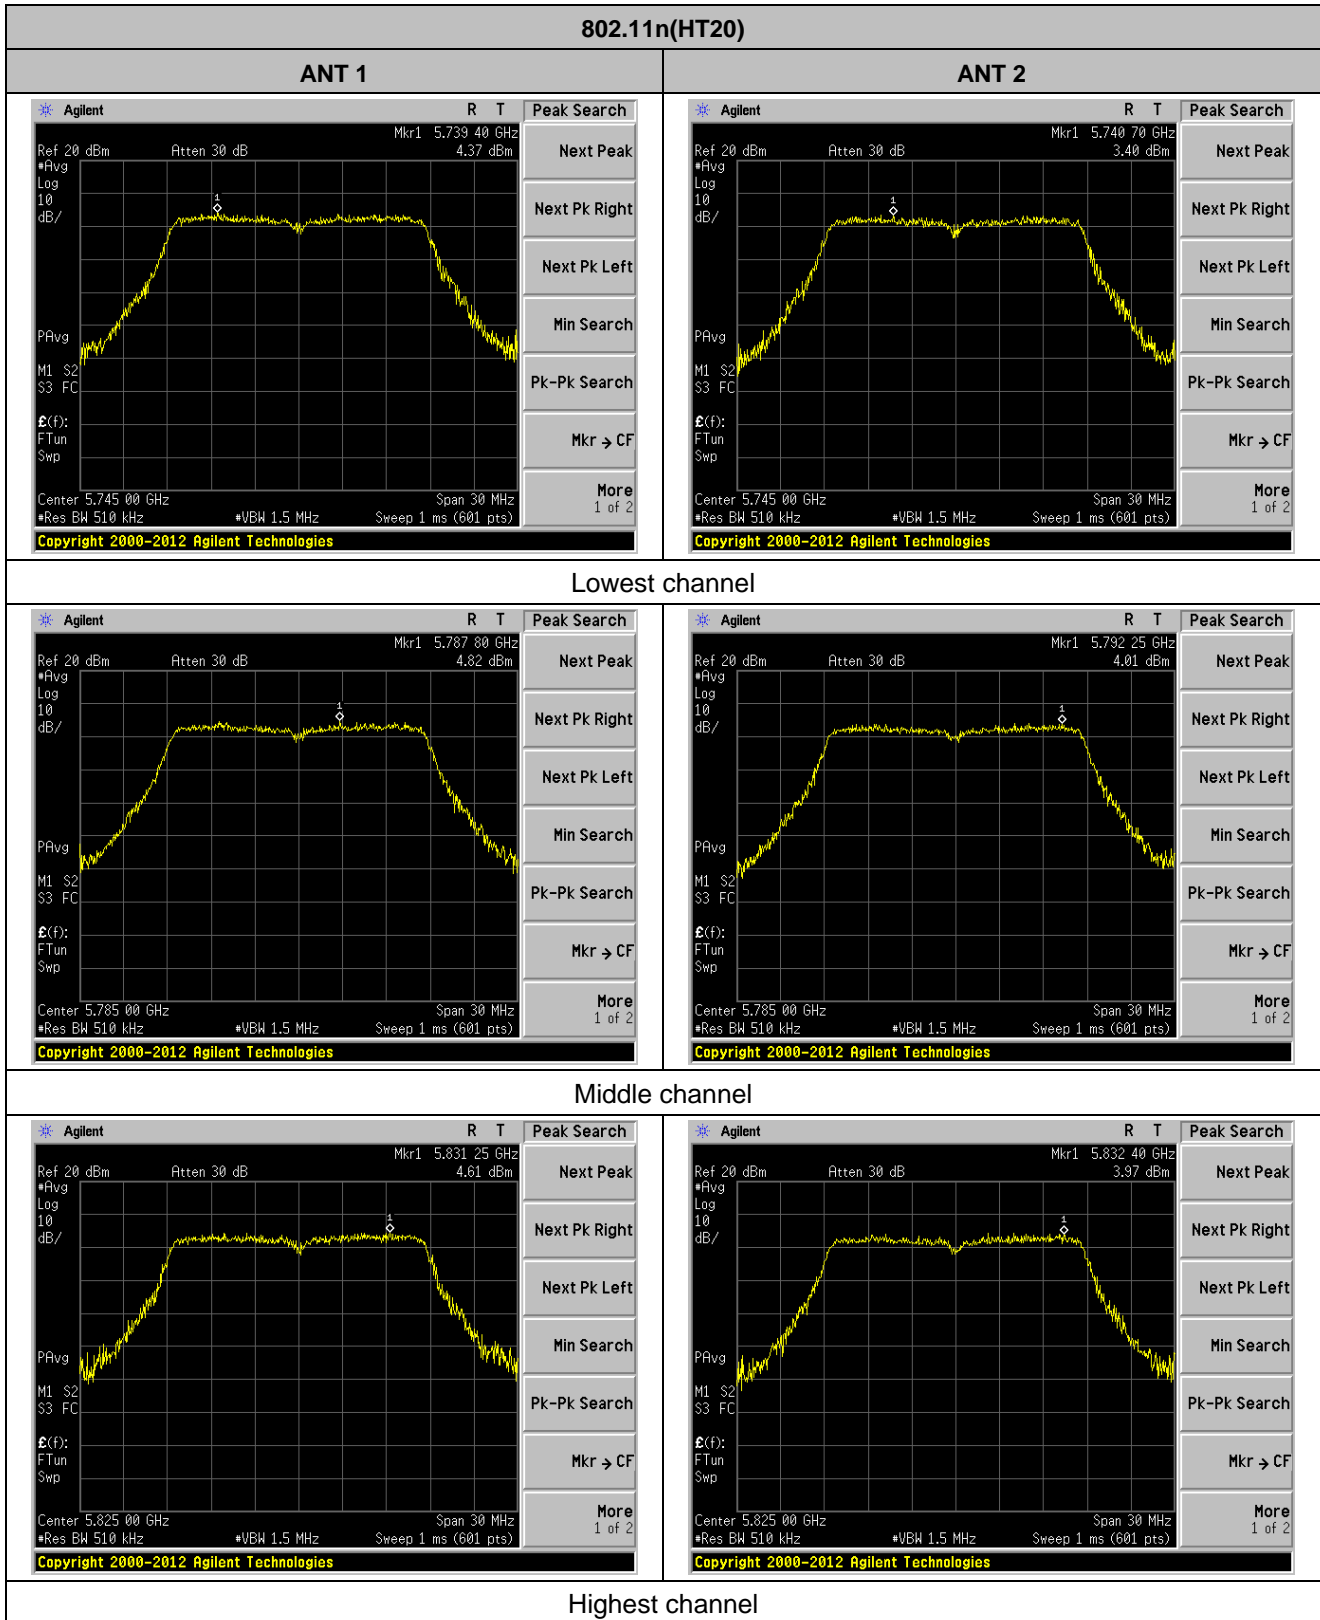 802.11n(HT20)
ANT 1
ANT 2
Agilent R T Peak Search
Mkr1 5.739 40 GHz
Ref 20 dBm Atten 30 dB 4.37 dBm
#Avg
Log
10
dB/
1
PAvg
M1 S2
S3 FC
£(f):
FTun
Swp
Center 5.745 00 GHz Span 30 MHz
#Res BW 510 kHz #VBW 1.5 MHz Sweep 1 ms (601 pts)
Copyright 2000-2012 Agilent Technologies
Next Peak
Next Pk Right
Next Pk Left
Min Search
Pk-Pk Search
Mkr → CF
More
1 of 2
Agilent R T Peak Search
Mkr1 5.740 70 GHz
Ref 20 dBm Atten 30 dB 3.40 dBm
#Avg
Log
10
dB/
1
PAvg
M1 S2
S3 FC
£(f):
FTun
Swp
Center 5.745 00 GHz Span 30 MHz
#Res BW 510 kHz #VBW 1.5 MHz Sweep 1 ms (601 pts)
Copyright 2000-2012 Agilent Technologies
Next Peak
Next Pk Right
Next Pk Left
Min Search
Pk-Pk Search
Mkr → CF
More
1 of 2
Lowest channel
Agilent R T Peak Search
Mkr1 5.787 80 GHz
Ref 20 dBm Atten 30 dB 4.82 dBm
#Avg
Log
10
dB/
1
PAvg
M1 S2
S3 FC
£(f):
FTun
Swp
Center 5.785 00 GHz Span 30 MHz
#Res BW 510 kHz #VBW 1.5 MHz Sweep 1 ms (601 pts)
Copyright 2000-2012 Agilent Technologies
Next Peak
Next Pk Right
Next Pk Left
Min Search
Pk-Pk Search
Mkr → CF
More
1 of 2
Agilent R T Peak Search
Mkr1 5.792 25 GHz
Ref 20 dBm Atten 30 dB 4.01 dBm
#Avg
Log
10
dB/
1
PAvg
M1 S2
S3 FC
£(f):
FTun
Swp
Center 5.785 00 GHz Span 30 MHz
#Res BW 510 kHz #VBW 1.5 MHz Sweep 1 ms (601 pts)
Copyright 2000-2012 Agilent Technologies
Next Peak
Next Pk Right
Next Pk Left
Min Search
Pk-Pk Search
Mkr → CF
More
1 of 2
Middle channel
Agilent R T Peak Search
Mkr1 5.831 25 GHz
Ref 20 dBm Atten 30 dB 4.61 dBm
#Avg
Log
10
dB/
1
PAvg
M1 S2
S3 FC
£(f):
FTun
Swp
Center 5.825 00 GHz Span 30 MHz
#Res BW 510 kHz #VBW 1.5 MHz Sweep 1 ms (601 pts)
Copyright 2000-2012 Agilent Technologies
Next Peak
Next Pk Right
Next Pk Left
Min Search
Pk-Pk Search
Mkr → CF
More
1 of 2
Agilent R T Peak Search
Mkr1 5.832 40 GHz
Ref 20 dBm Atten 30 dB 3.97 dBm
#Avg
Log
10
dB/
1
PAvg
M1 S2
S3 FC
£(f):
FTun
Swp
Center 5.825 00 GHz Span 30 MHz
#Res BW 510 kHz #VBW 1.5 MHz Sweep 1 ms (601 pts)
Copyright 2000-2012 Agilent Technologies
Next Peak
Next Pk Right
Next Pk Left
Min Search
Pk-Pk Search
Mkr → CF
More
1 of 2
Highest channel